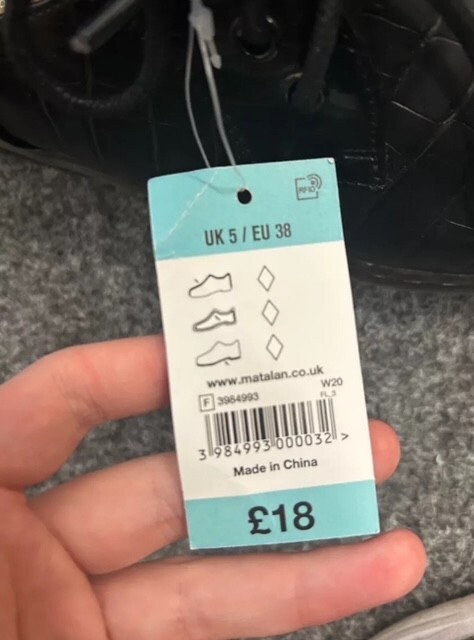 RFID
UK 5 / EU 38
www.matalan.co.uk
F 3984993 W20
FL_3
3 984993 000032 >
Made in China
£18